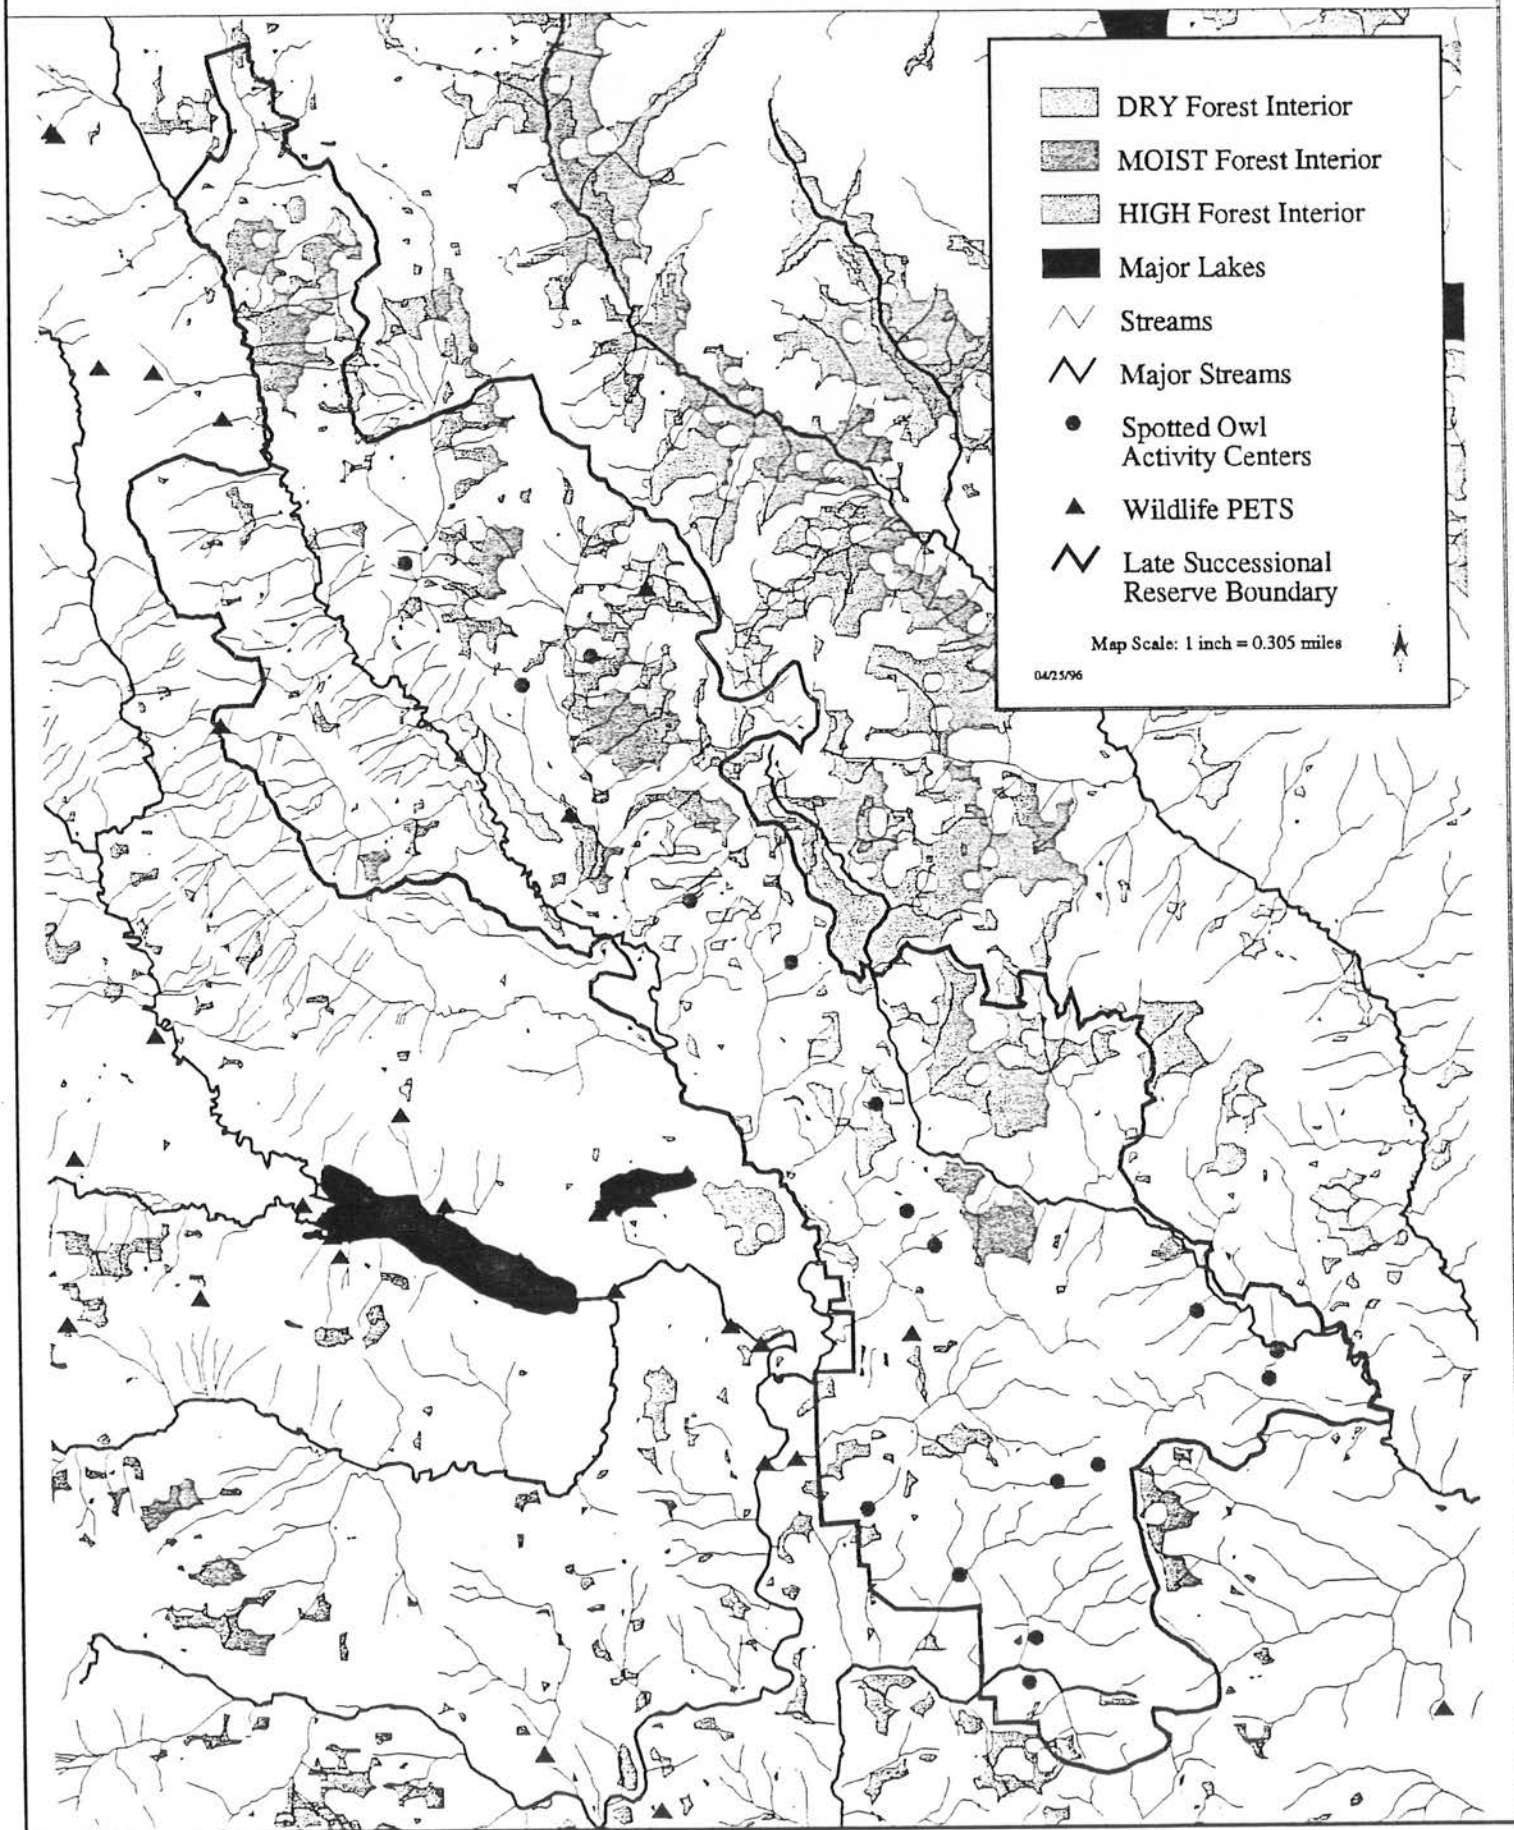 DRY Forest Interior
MOIST Forest Interior
HIGH Forest Interior
Major Lakes
Streams
Major Streams
Spotted Owl
Activity Centers
Wildlife PETS
Late Successional
Reserve Boundary
Map Scale: 1 inch = 0.305 miles
04/25/96